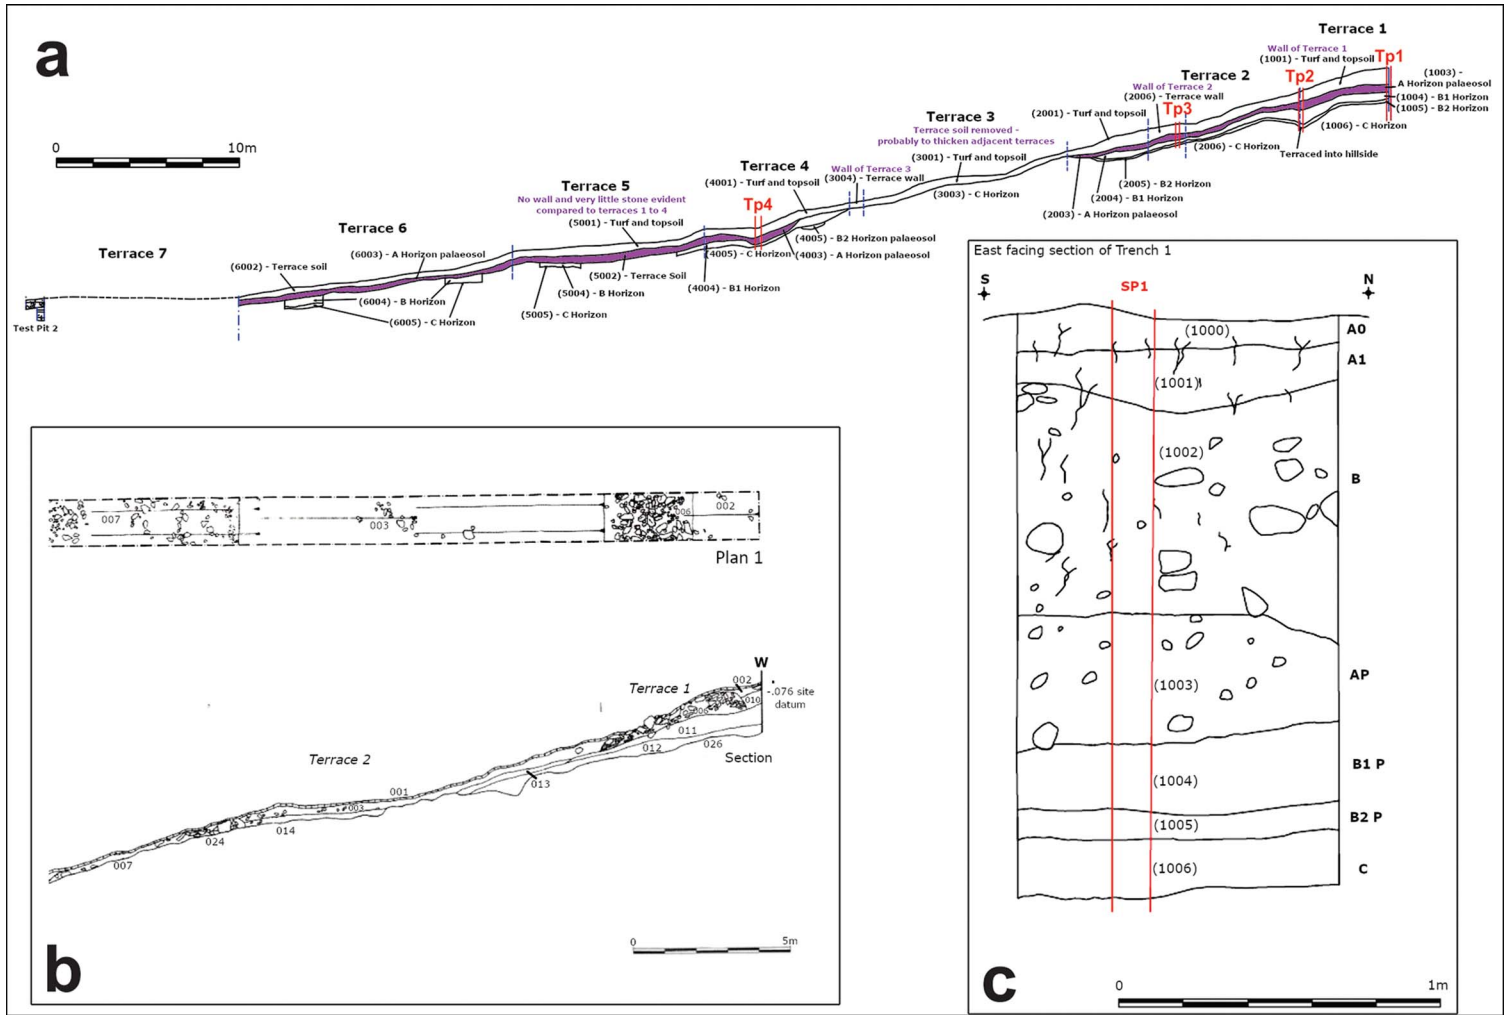 a
Terrace 1
Wall of Terrace 1
(1001) - Turf and topsoil
Tp1
Tp2
(1003) -
A Horizon palaeosol
(1004) - B1 Horizon
(1005) - B2 Horizon
(1006) - C Horizon
Terraced into hillside
Terrace 2
Wall of Terrace 2
(2006) - Terrace wall
Tp3
(2001) - Turf and topsoil
(2006) - C Horizon
(2005) - B2 Horizon
(2004) - B1 Horizon
(2003) - A Horizon palaeosol
Terrace 3
Terrace soil removed -
probably to thicken adjacent terraces
(3001) - Turf and topsoil
(3003) - C Horizon
Wall of Terrace 3
(3004) - Terrace wall
Terrace 4
(4001) - Turf and topsoil
Tp4
(4005) - B2 Horizon palaeosol
(4005) - C Horizon
(4003) - A Horizon palaeosol
(4004) - B1 Horizon
Terrace 5
No wall and very little stone evident
compared to terraces 1 to 4
(5001) - Turf and topsoil
(5002) - Terrace Soil
(5004) - B Horizon
(5005) - C Horizon
Terrace 6
(6003) - A Horizon palaeosol
(6002) - Terrace soil
(6004) - B Horizon
(6005) - C Horizon
Terrace 7
Test Pit 2
0 10m
b
007
003
006
002
Plan 1
W
002
-.076 site
datum
Terrace 1
010
006
011
012
026
Section
013
Terrace 2
001
003
014
024
007
0 5m
c
East facing section of Trench 1
S
N
SP1
(1000)
A0
A1
(1001)
(1002)
B
(1003)
AP
(1004)
B1 P
(1005)
B2 P
(1006)
C
0 1m